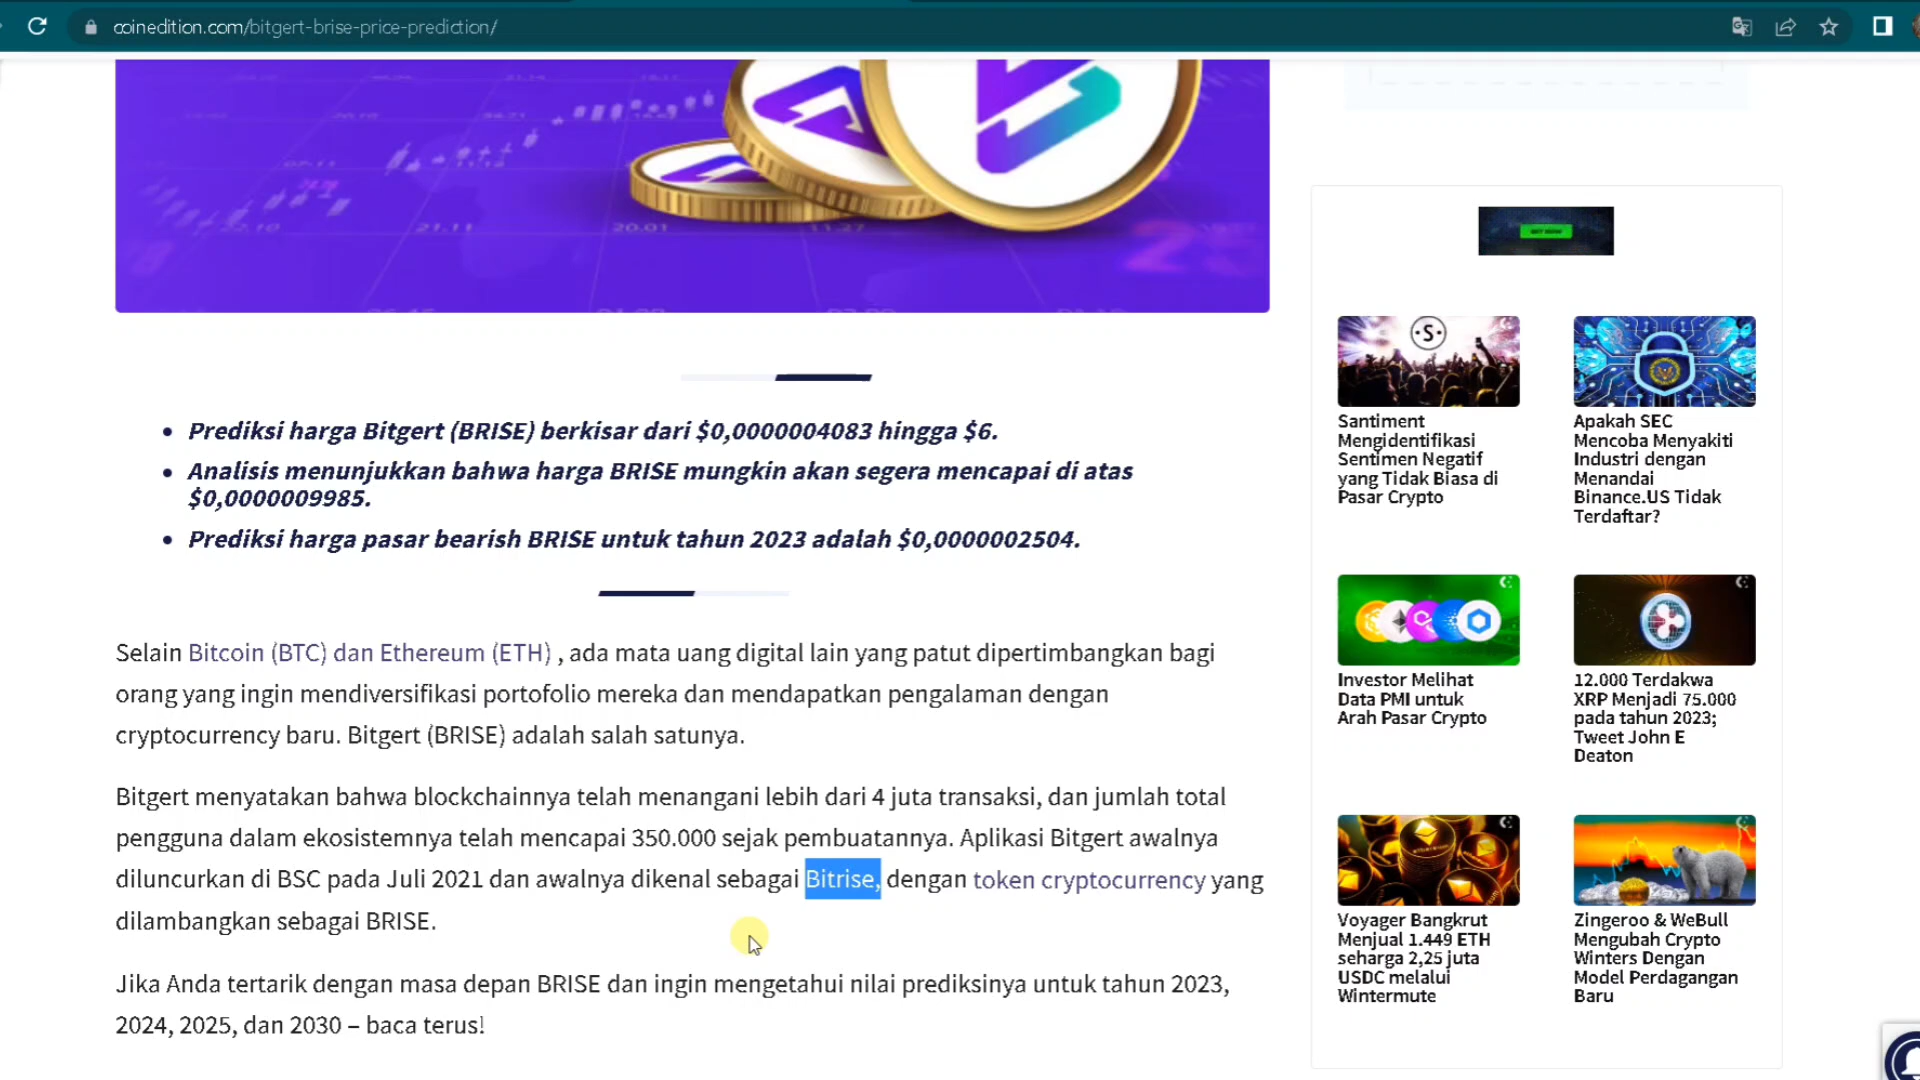 coinedition.com/bitgert-brise-price-prediction/
20.01
11.27
21.11
Prediksi harga Bitgert (BRISE) berkisar dari $0,0000004083 hingga $6.
Analisis menunjukkan bahwa harga BRISE mungkin akan segera mencapai di atas
$0,0000009985.
Prediksi harga pasar bearish BRISE untuk tahun 2023 adalah $0,0000002504.
Selain Bitcoin (BTC) dan Ethereum (ETH) , ada mata uang digital lain yang patut dipertimbangkan bagi
orang yang ingin mendiversifikasi portofolio mereka dan mendapatkan pengalaman dengan
cryptocurrency baru. Bitgert (BRISE) adalah salah satunya.
Bitgert menyatakan bahwa blockchainnya telah menangani lebih dari 4 juta transaksi, dan jumlah total
pengguna dalam ekosistemnya telah mencapai 350.000 sejak pembuatannya. Aplikasi Bitgert awalnya
diluncurkan di BSC pada Juli 2021 dan awalnya dikenal sebagai Bitrise, dengan token cryptocurrency yang
dilambangkan sebagai BRISE.
Jika Anda tertarik dengan masa depan BRISE dan ingin mengetahui nilai prediksinya untuk tahun 2023,
2024, 2025, dan 2030 – baca terus!
Santiment
Mengidentifikasi
Sentimen Negatif
yang Tidak Biasa di
Pasar Crypto
Apakah SEC
Mencoba Menyakiti
Industri dengan
Menandai
Binance.US Tidak
Terdaftar?
Investor Melihat
Data PMI untuk
Arah Pasar Crypto
12.000 Terdakwa
XRP Menjadi 75.000
pada tahun 2023;
Tweet John E
Deaton
Voyager Bangkrut
Menjual 1.449 ETH
seharga 2,25 juta
USDC melalui
Wintermute
Zingeroo & WeBull
Mengubah Crypto
Winters Dengan
Model Perdagangan
Baru